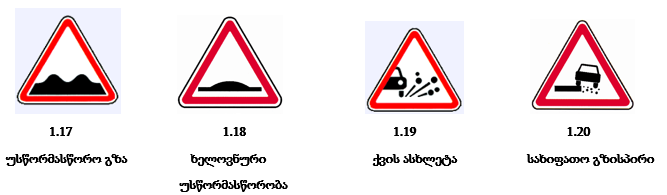 1.17 1.18 1.19 1.20
უსწორმასწორო გზა ხელოვნური ქვის ასხლეტა სახიფათო გზისპირი
უსწორმასწორობა